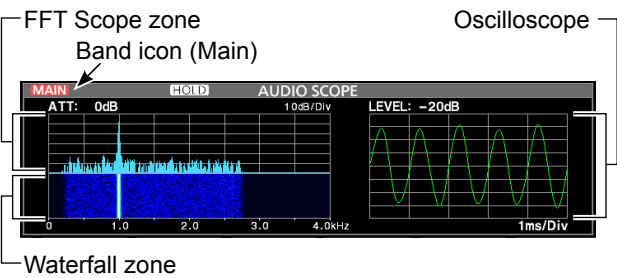 FFT Scope zone
Oscilloscope
Band icon (Main)
MAIN HOLD AUDIO SCOPE
ATT: 0dB 10dB/Div LEVEL: -20dB
0 1.0 2.0 3.0 4.0kHz 1ms/Div
Waterfall zone